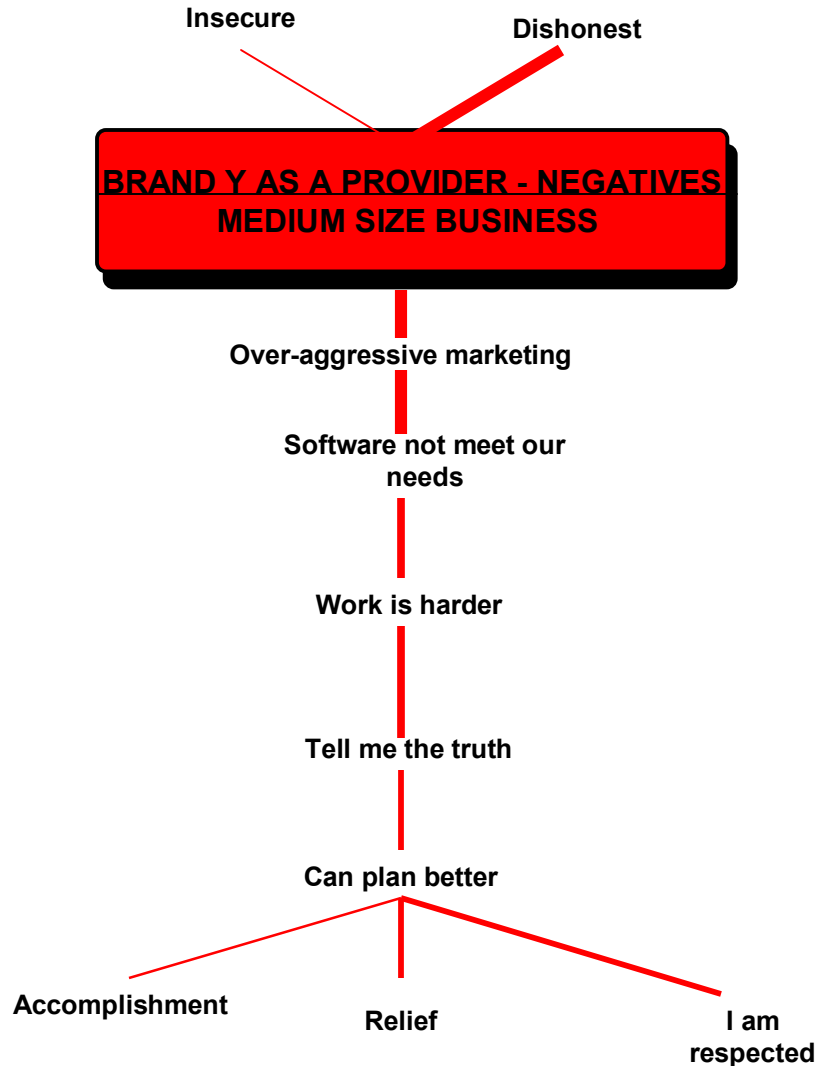 Insecure
Dishonest
BRAND Y AS A PROVIDER - NEGATIVES
MEDIUM SIZE BUSINESS
Over-aggressive marketing
Software not meet our
needs
Work is harder
Tell me the truth
Can plan better
Accomplishment
Relief
I am
respected